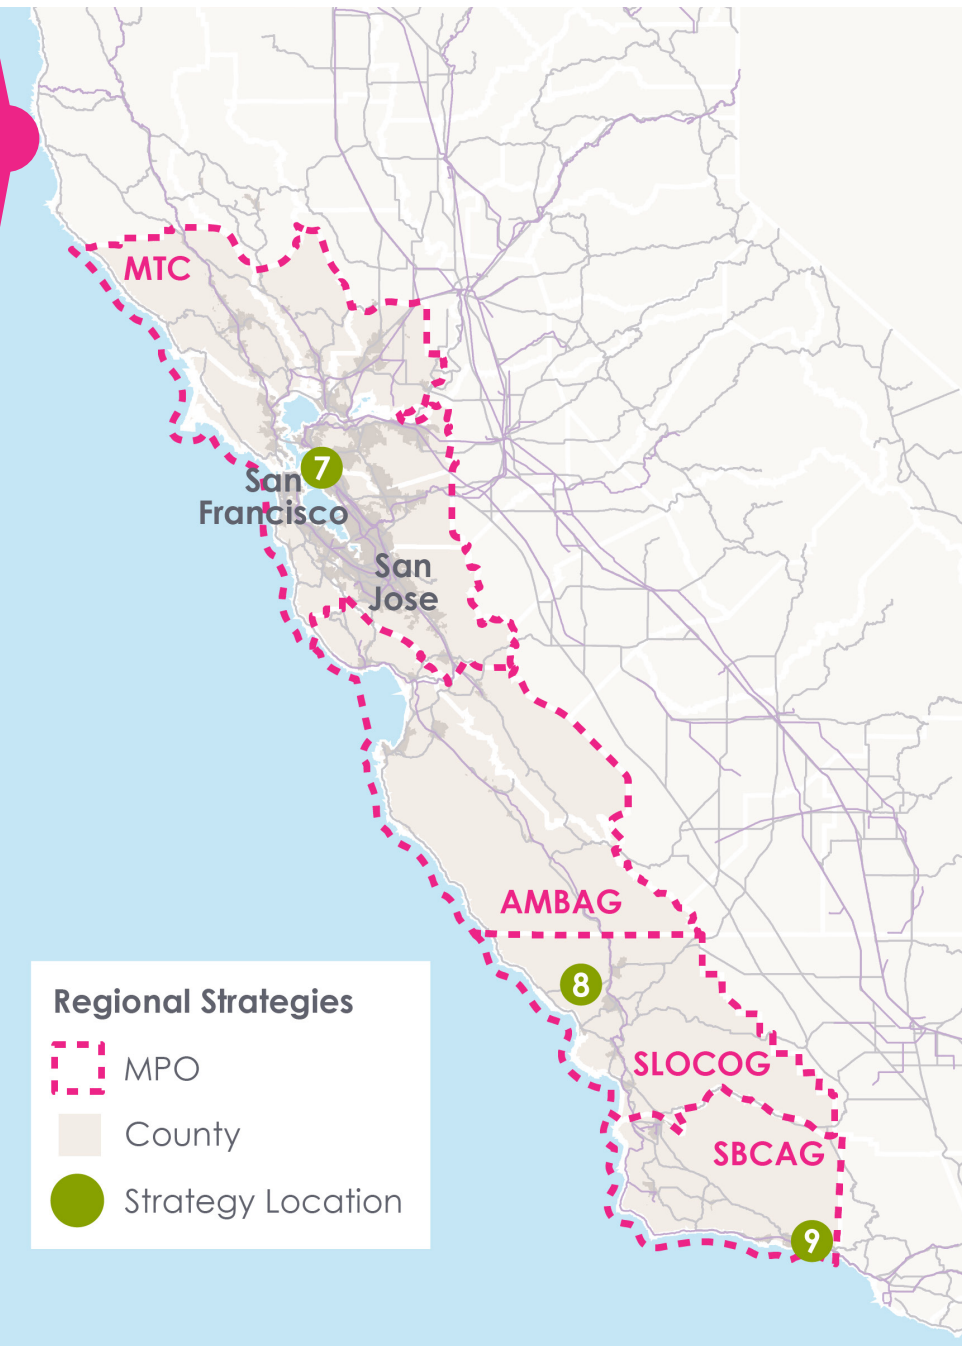 MTC
7
San
Francisco
San
Jose
AMBAG
8
SLOCOG
SBCAG
9
Regional Strategies
MPO
County
Strategy Location